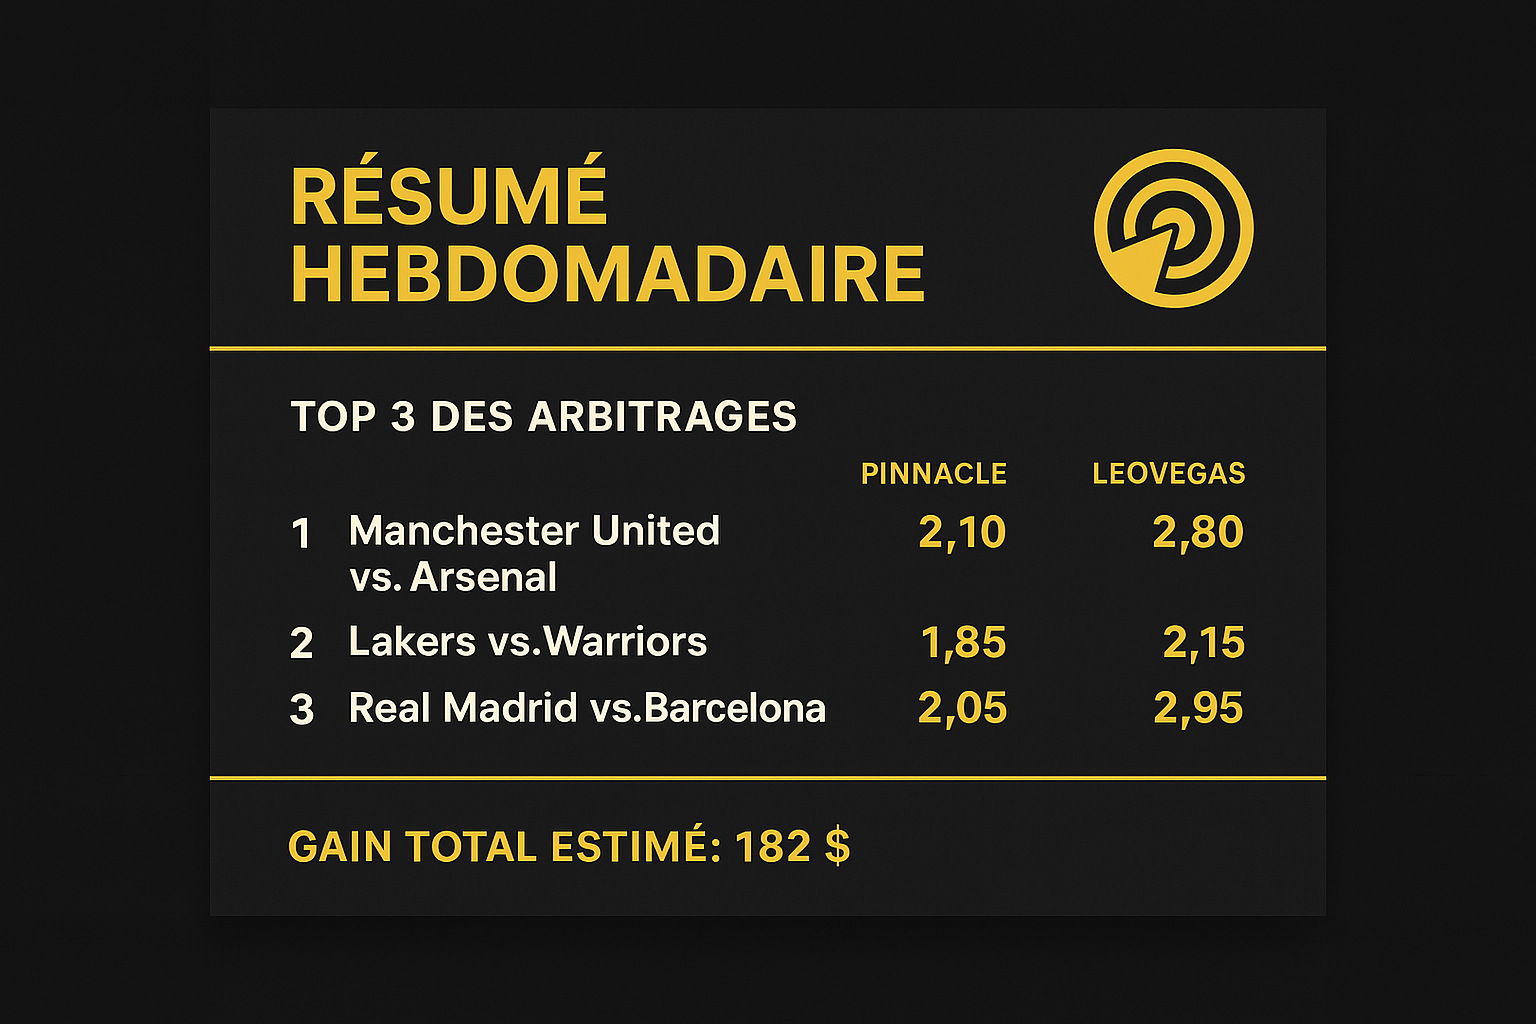 RÉSUMÉ
HEBDOMADAIRE
TOP 3 DES ARBITRAGES
PINNACLE LEOVEGAS
1 Manchester United 2,10 2,80
vs. Arsenal
2 Lakers vs.Warriors 1,85 2,15
3 Real Madrid vs.Barcelona 2,05 2,95
GAIN TOTAL ESTIMÉ: 182 $